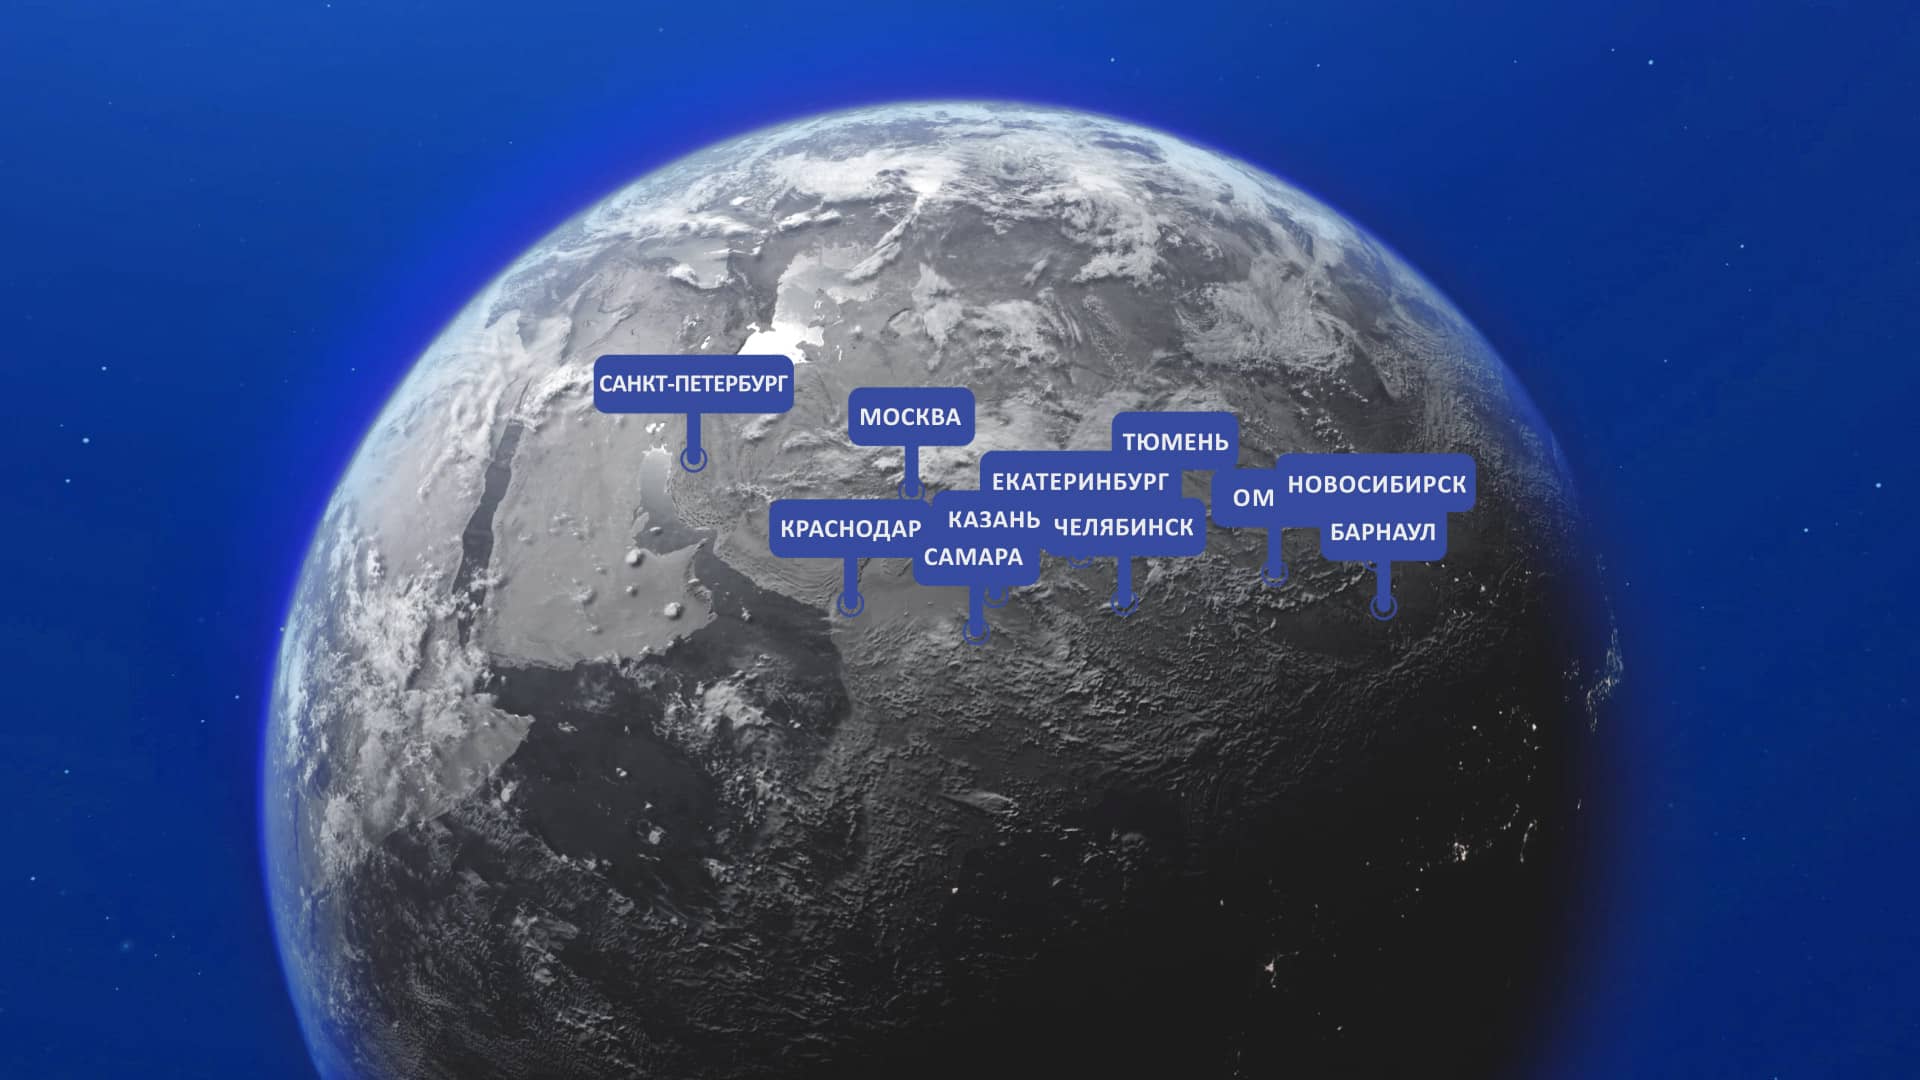 САНКТ-ПЕТЕРБУРГ
МОСКВА
ТЮМЕНЬ
ЕКАТЕРИНБУРГ
ОМ
НОВОСИБИРСК
КРАСНОДАР
КАЗАНЬ
ЧЕЛЯБИНСК
БАРНАУЛ
САМАРА